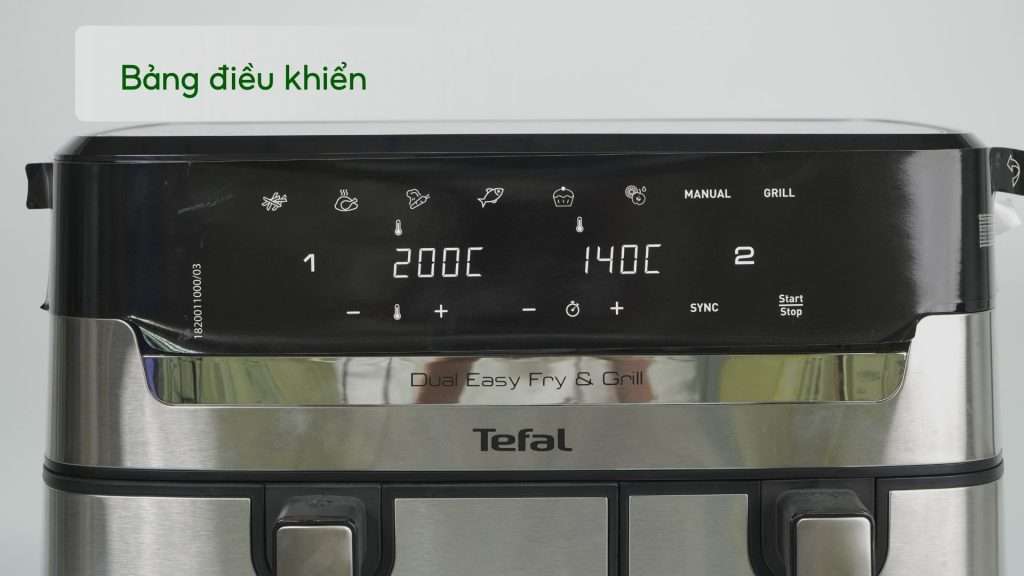 Bảng điều khiển
MANUAL GRILL
1 200C 140C 2
− + − + SYNC Start
Stop
1820011000/03
Dual Easy Fry & Grill
Tefal